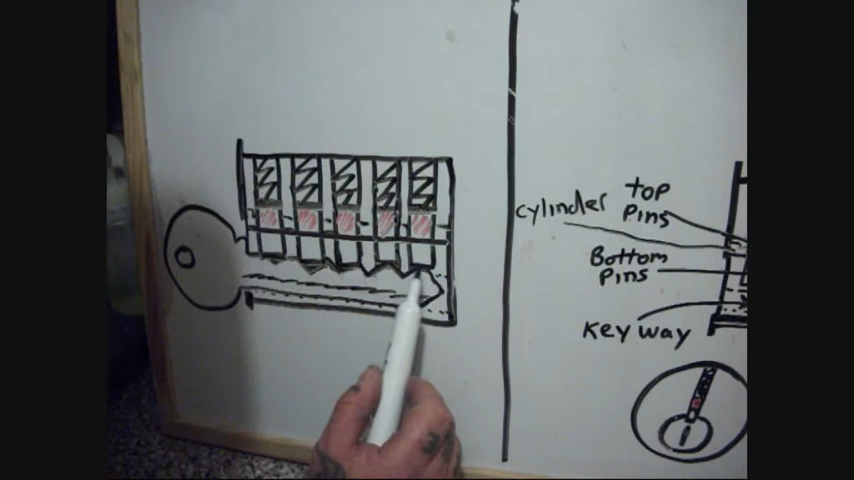 cylinder
top
Pins
Bottom
Pins
Key way